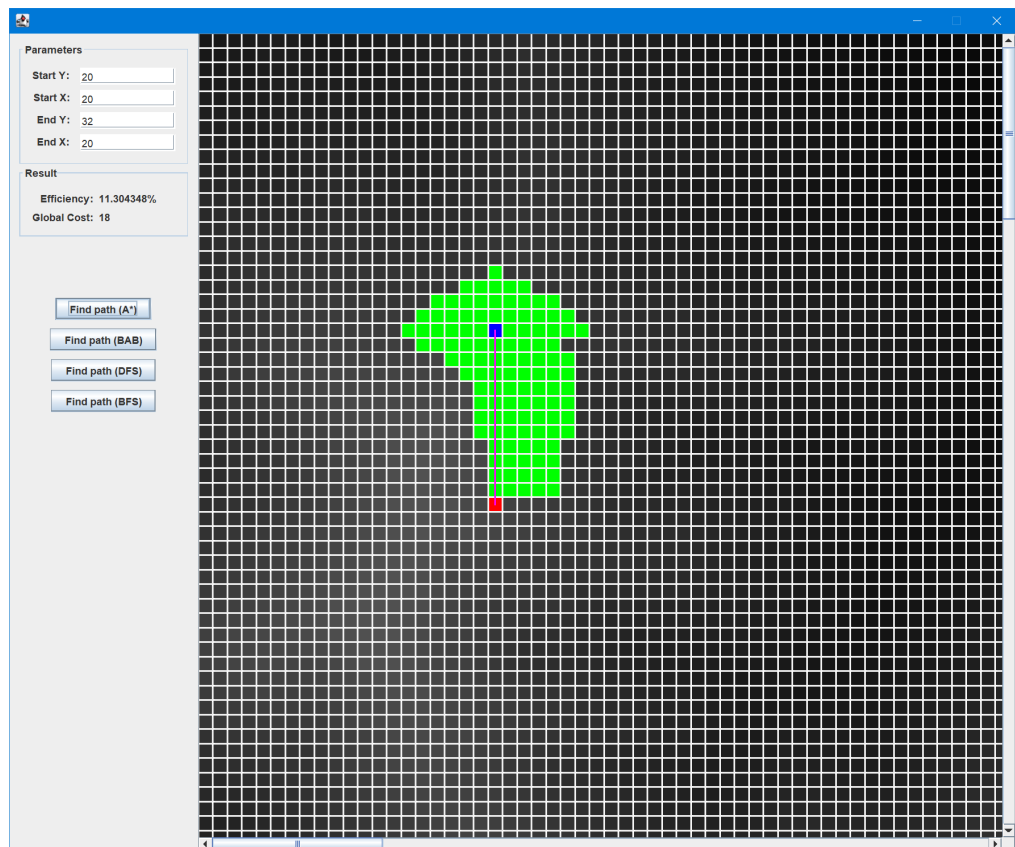 Parameters
Start Y: 20
Start X: 20
End Y: 32
End X: 20
Result
Efficiency: 11.304348%
Global Cost: 18
Find path (A*)
Find path (BAB)
Find path (DFS)
Find path (BFS)